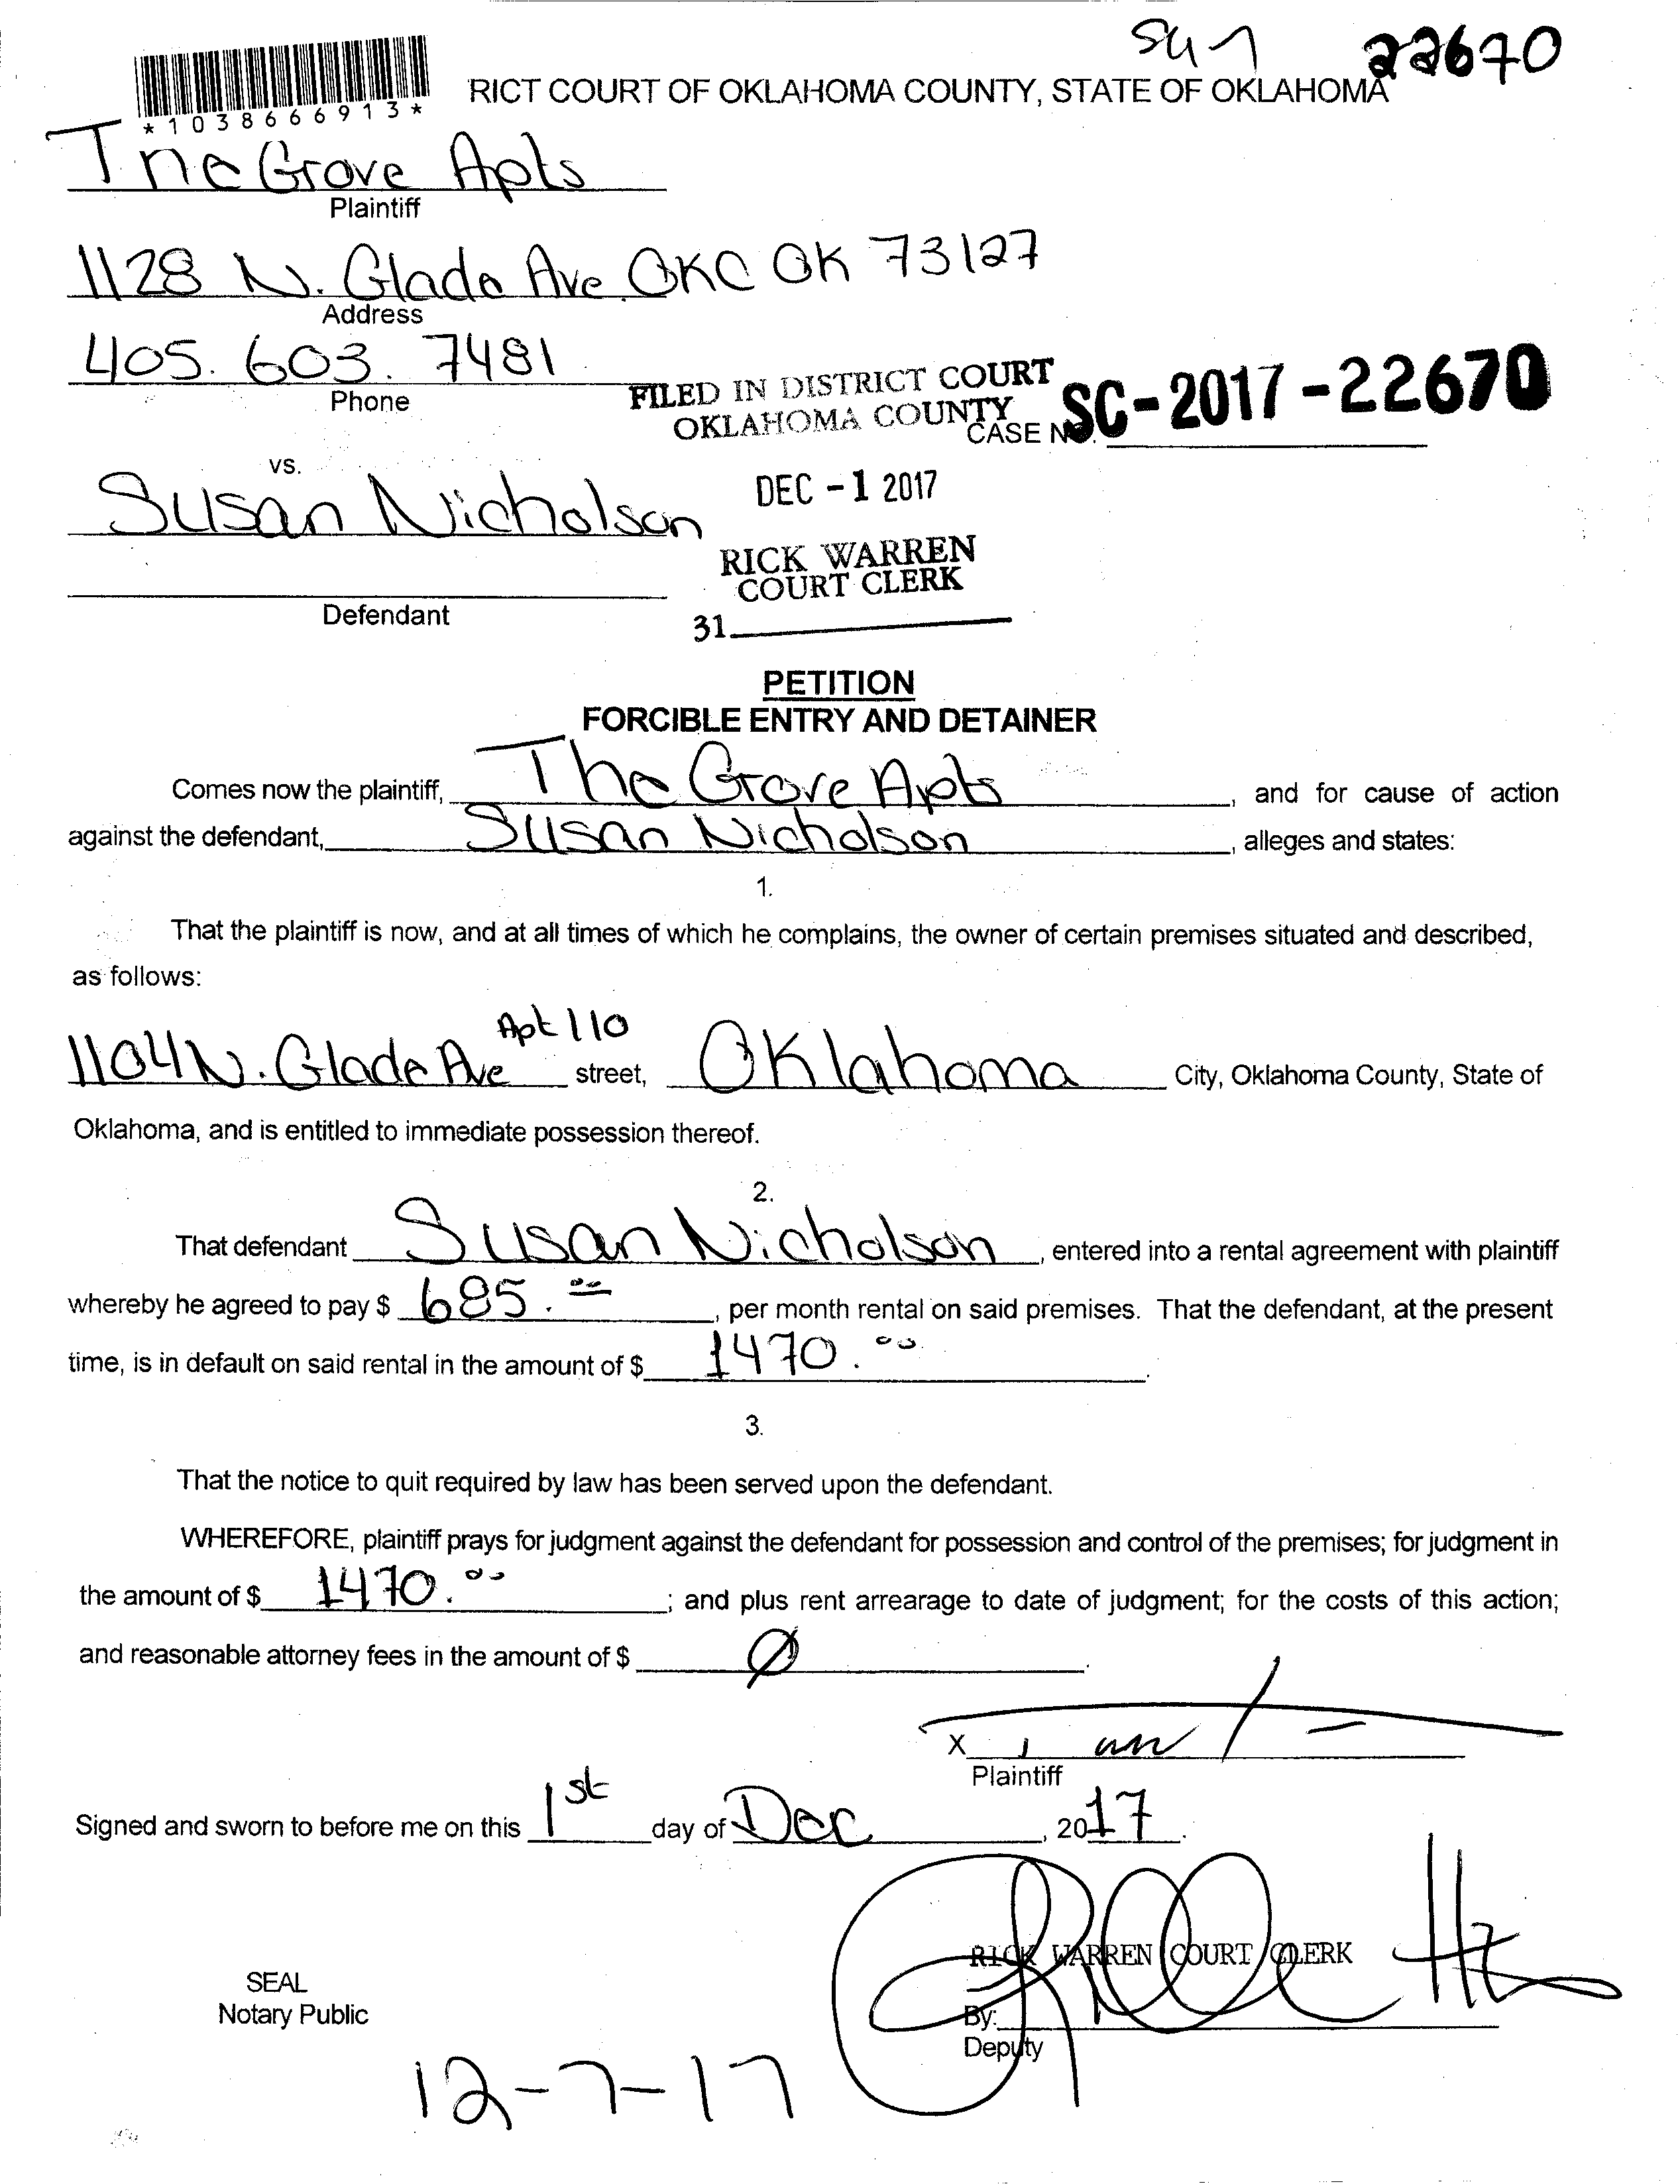 22670
RICT COURT OF OKLAHOMA COUNTY, STATE OF OKLAHOMA
*1038666913*
The Grove Apts
Plaintiff
1128 N. Glade Ave OKC OK 73127
Address
405. 603. 7481
Phone
FILED IN DISTRICT COURT
OKLAHOMA COUNTY
CASE NO. SC-2017-22670
vs.
DEC -1 2017
Susan Nicholson
RICK WARREN
COURT CLERK
Defendant
31
PETITION
FORCIBLE ENTRY AND DETAINER
Comes now the plaintiff, The Grove Apts, and for cause of action
against the defendant, Susan Nicholson, alleges and states:
1.
That the plaintiff is now, and at all times of which he complains, the owner of certain premises situated and described,
as follows:
1104 N. Glade Ave Apt 110 street, Oklahoma City, Oklahoma County, State of
Oklahoma, and is entitled to immediate possession thereof.
2.
That defendant Susan Nicholson, entered into a rental agreement with plaintiff
whereby he agreed to pay $ 685.00, per month rental on said premises. That the defendant, at the present
time, is in default on said rental in the amount of $ 1470.00.
3.
That the notice to quit required by law has been served upon the defendant.
WHEREFORE, plaintiff prays for judgment against the defendant for possession and control of the premises; for judgment in
the amount of $ 1470.00; and plus rent arrearage to date of judgment; for the costs of this action;
and reasonable attorney fees in the amount of $ Ø.
X
Plaintiff
Signed and sworn to before me on this 1st day of Dec, 2017.
RICK WARREN COURT CLERK
SEAL
Notary Public
By:
Deputy
12-7-17